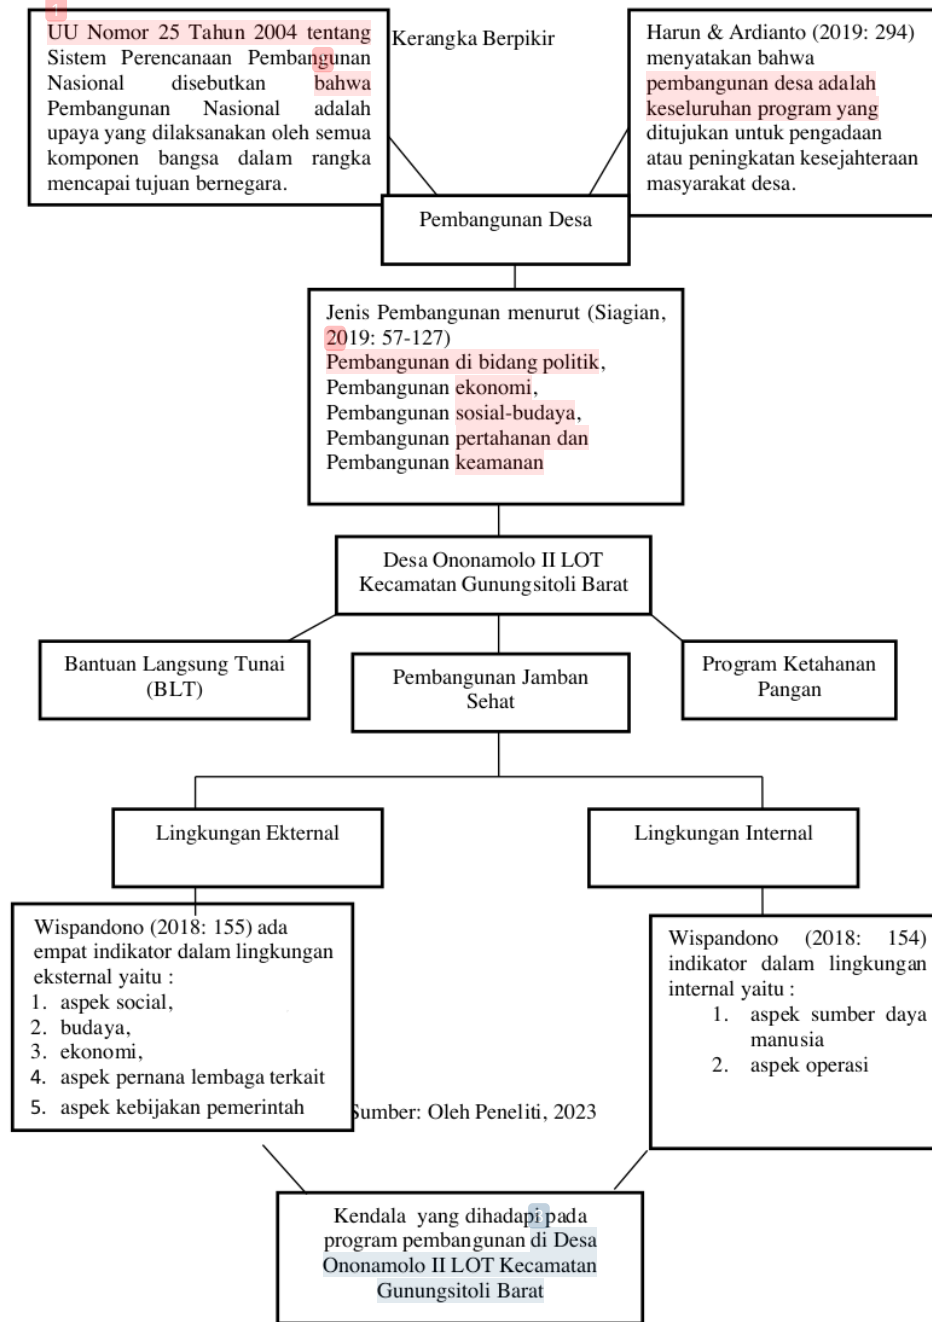 1
UU Nomor 25 Tahun 2004 tentang
Sistem Perencanaan Pembangunan
Nasional disebutkan bahwa
Pembangunan Nasional adalah
upaya yang dilaksanakan oleh semua
komponen bangsa dalam rangka
mencapai tujuan bernegara.
Kerangka Berpikir
Harun & Ardianto (2019: 294)
menyatakan bahwa
pembangunan desa adalah
keseluruhan program yang
ditujukan untuk pengadaan
atau peningkatan kesejahteraan
masyarakat desa.
Pembangunan Desa
Jenis Pembangunan menurut (Siagian,
2019: 57-127)
Pembangunan di bidang politik,
Pembangunan ekonomi,
Pembangunan sosial-budaya,
Pembangunan pertahanan dan
Pembangunan keamanan
Desa Ononamolo II LOT
Kecamatan Gunungsitoli Barat
Bantuan Langsung Tunai
(BLT)
Pembangunan Jamban
Sehat
Program Ketahanan
Pangan
Lingkungan Ekternal
Lingkungan Internal
Wispandono (2018: 155) ada
empat indikator dalam lingkungan
eksternal yaitu :
1. aspek social,
2. budaya,
3. ekonomi,
4. aspek pernana lembaga terkait
5. aspek kebijakan pemerintah
Wispandono (2018: 154)
indikator dalam lingkungan
internal yaitu :
1. aspek sumber daya
manusia
2. aspek operasi
Sumber: Oleh Peneliti, 2023
3
Kendala yang dihadapi pada
program pembangunan di Desa
Ononamolo II LOT Kecamatan
Gunungsitoli Barat